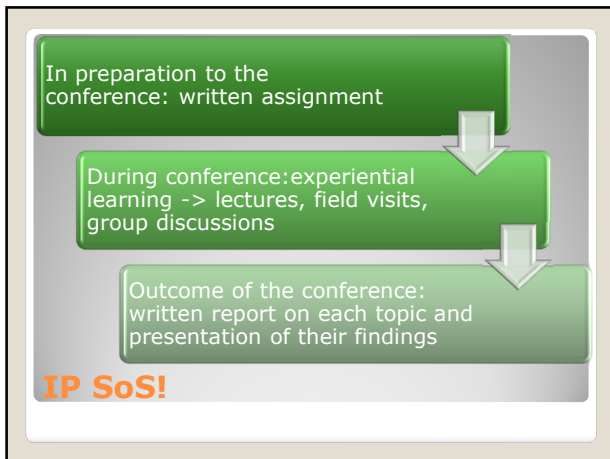 In preparation to the
conference: written assignment
During conference:experiential
learning -> lectures, field visits,
group discussions
Outcome of the conference:
written report on each topic and
presentation of their findings
IP SoS!